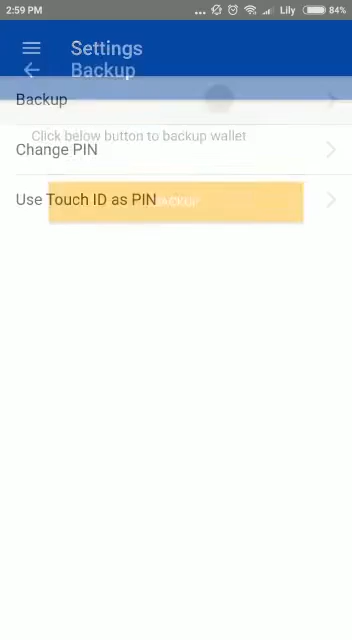 2:59 PM ... Lily 84%
Settings
Backup
Backup
Click below button to backup wallet
Change PIN
Use Touch ID as PIN